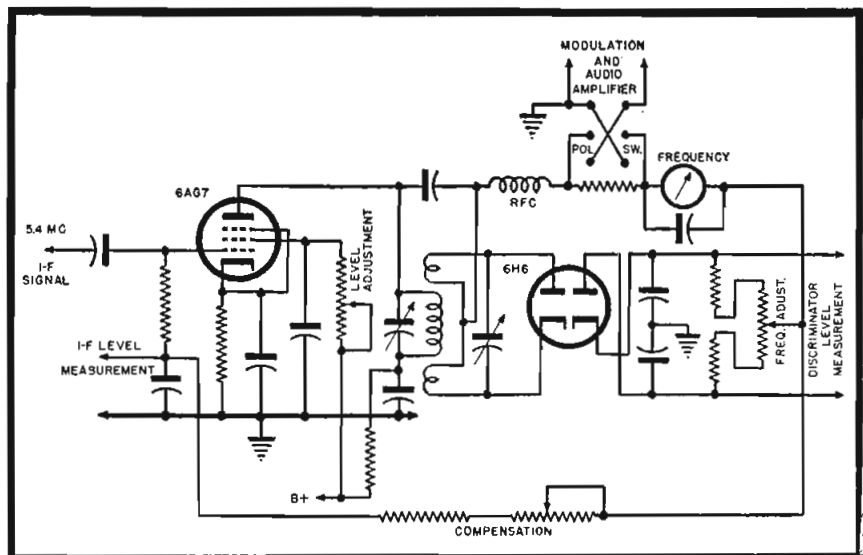 MODULATION
AND
AUDIO
AMPLIFIER
POL.
SW.
FREQUENCY
RFC
6AG7
5.4 MC
I-F
SIGNAL
LEVEL
ADJUSTMENT
6H6
I-F LEVEL
MEASUREMENT
FREQ. ADJUST.
DISCRIMINATOR
LEVEL
MEASUREMENT
B+
COMPENSATION